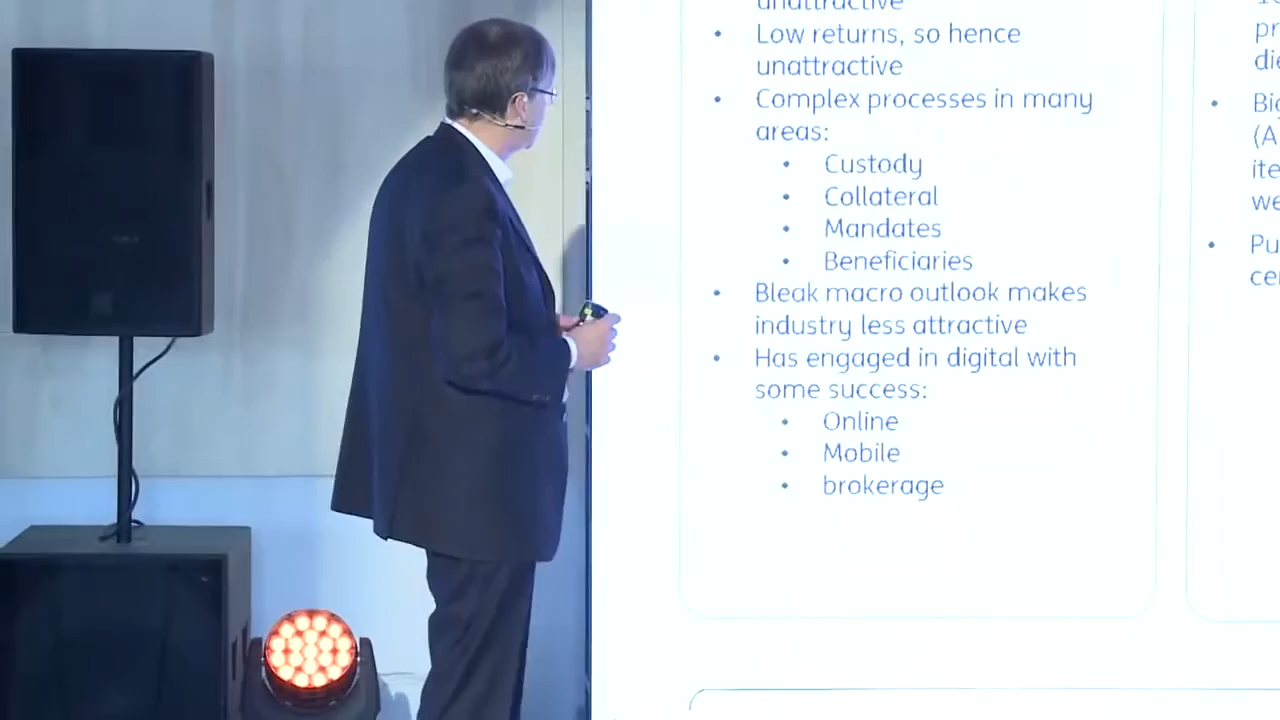 unattractive
• Low returns, so hence
unattractive
• Complex processes in many
areas:
• Custody
• Collateral
• Mandates
• Beneficiaries
• Bleak macro outlook makes
industry less attractive
• Has engaged in digital with
some success:
• Online
• Mobile
• brokerage